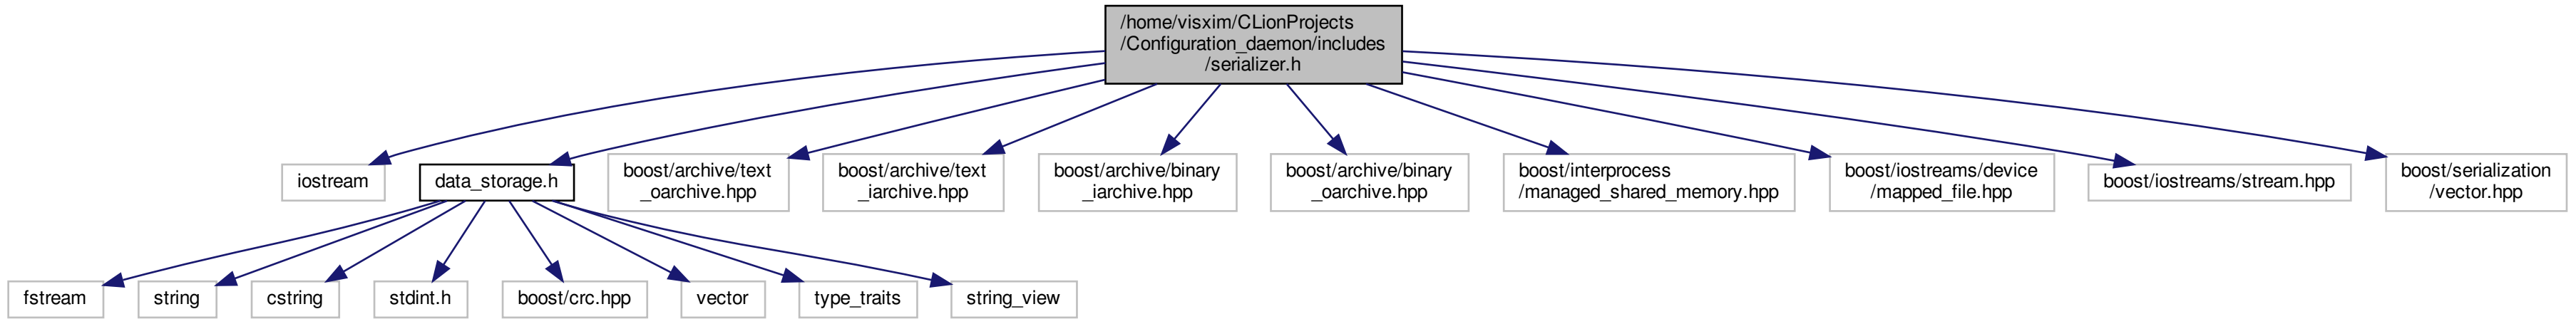 /home/visxim/CLionProjects
/Configuration_daemon/includes
/serializer.h
iostream
data_storage.h
boost/archive/text
_oarchive.hpp
boost/archive/text
_iarchive.hpp
boost/archive/binary
_iarchive.hpp
boost/archive/binary
_oarchive.hpp
boost/interprocess
/managed_shared_memory.hpp
boost/iostreams/device
/mapped_file.hpp
boost/iostreams/stream.hpp
boost/serialization
/vector.hpp
fstream
string
cstring
stdint.h
boost/crc.hpp
vector
type_traits
string_view